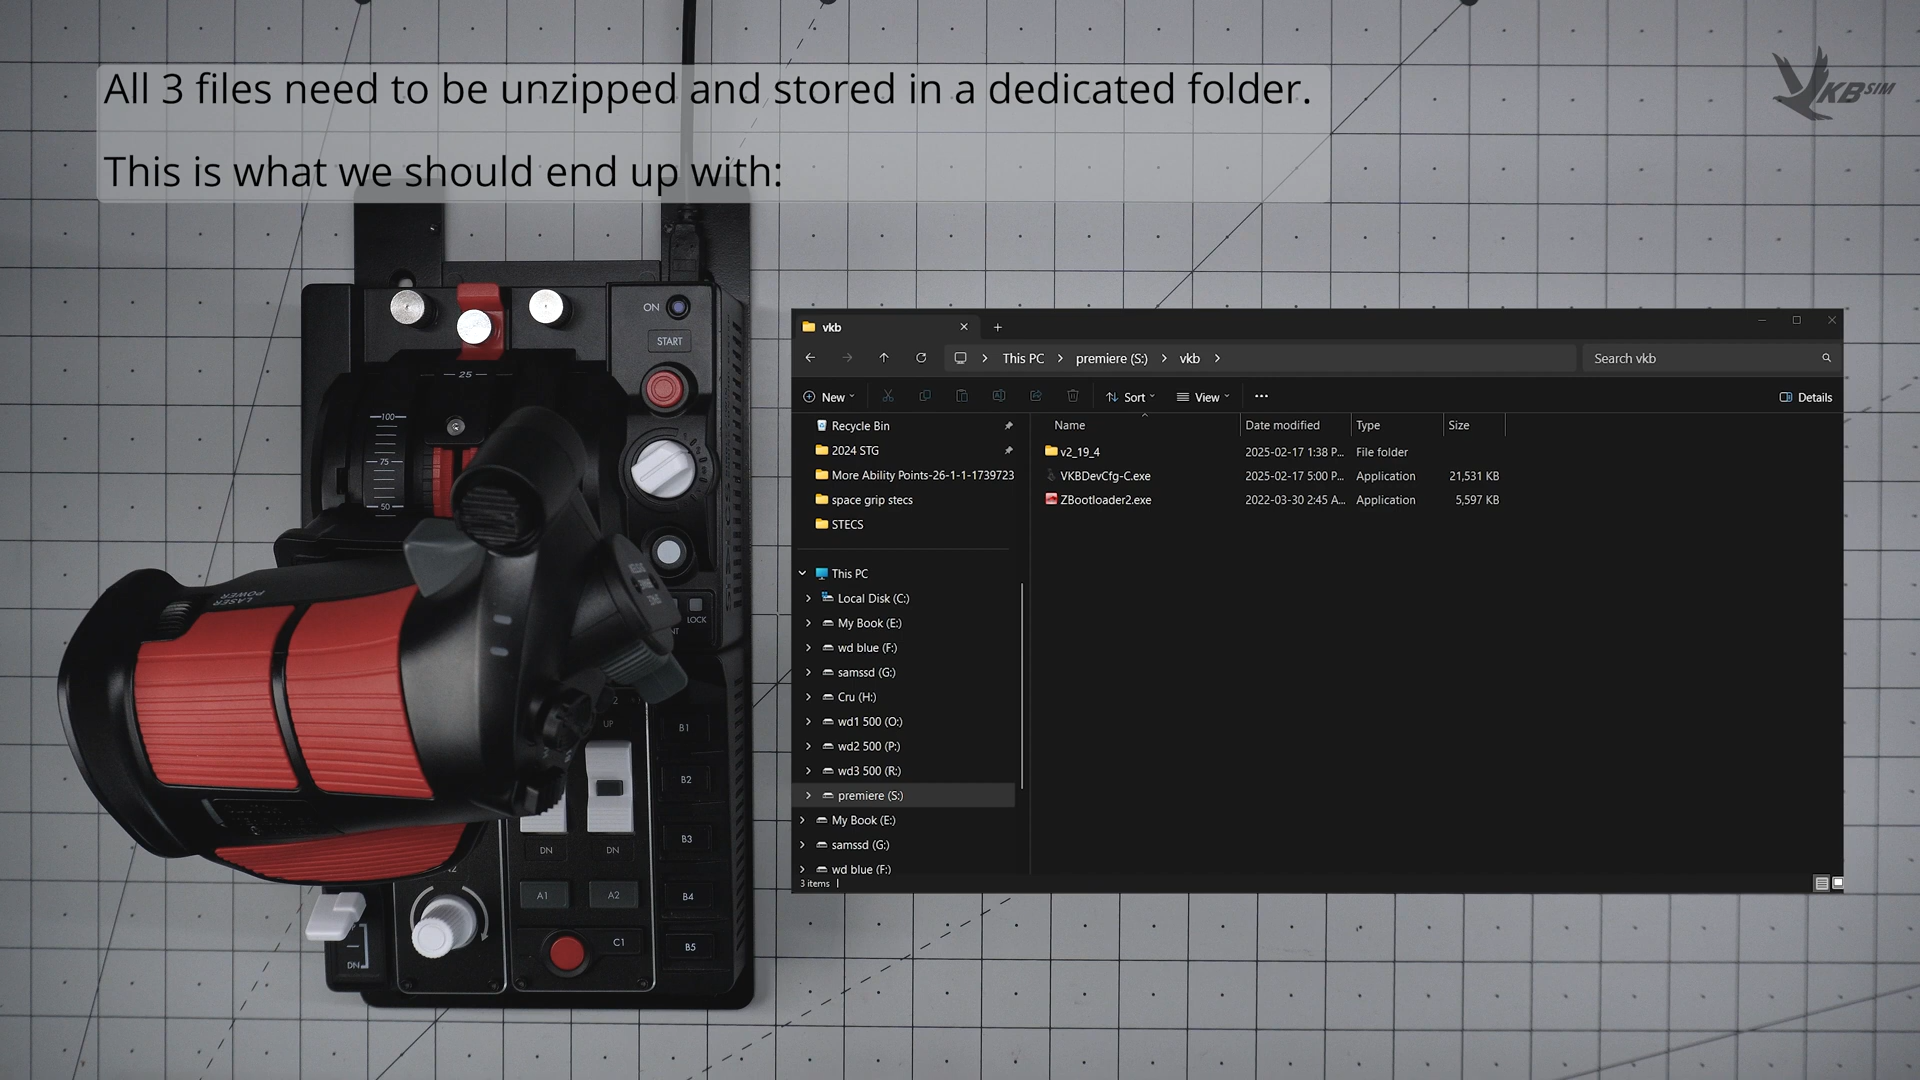 All 3 files need to be unzipped and stored in a dedicated folder.
This is what we should end up with:
VKB SIM
ON
START
25
100
75
50
LASER
POWER
LOCK
2
UP
DN
DN
A1
A2
C1
B1
B2
B3
B4
B5
DN
vkb
This PC
premiere (S:)
vkb
Search vkb
New
Sort
View
Details
Recycle Bin
2024 STG
More Ability Points-26-1-1-1739723
space grip stecs
STECS
This PC
Local Disk (C:)
My Book (E:)
wd blue (F:)
samssd (G:)
Cru (H:)
wd1 500 (O:)
wd2 500 (P:)
wd3 500 (R:)
premiere (S:)
My Book (E:)
samssd (G:)
wd blue (F:)
3 items
Name Date modified Type Size
v2_19_4 2025-02-17 1:38 P... File folder
VKBDevCfg-C.exe 2025-02-17 5:00 P... Application 21,531 KB
ZBootloader2.exe 2022-03-30 2:45 A... Application 5,597 KB